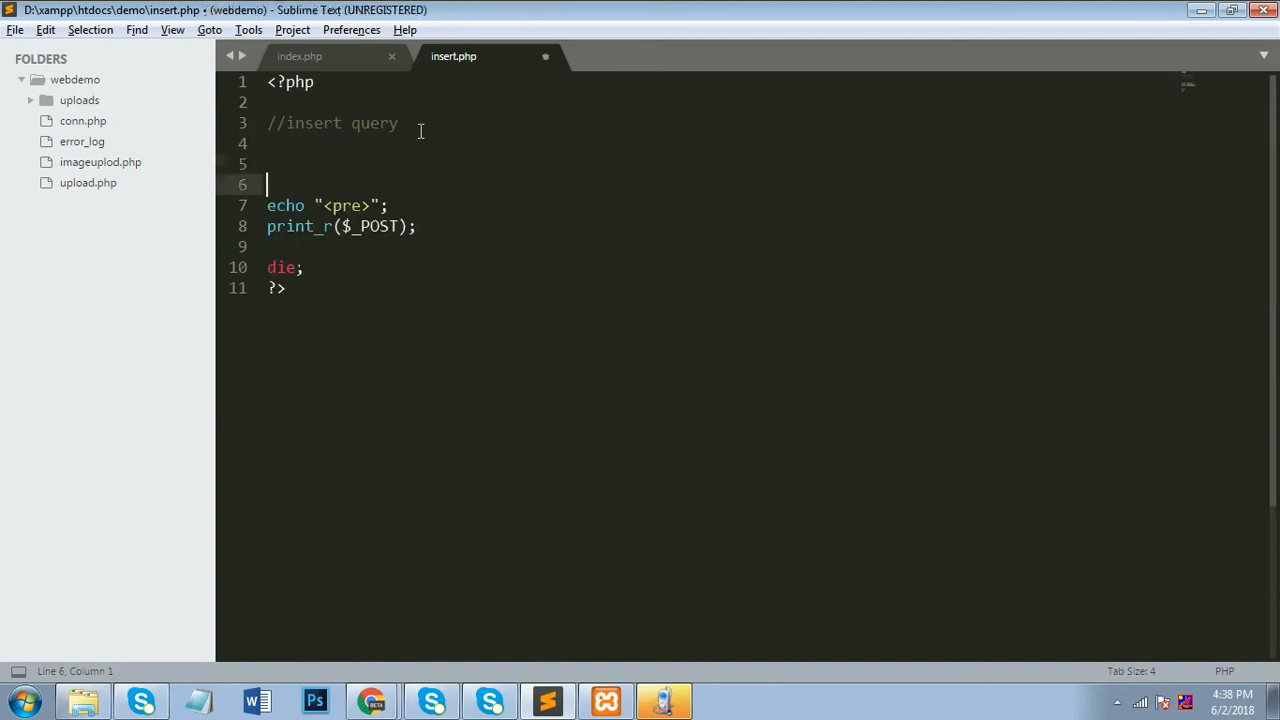 D:\xampp\htdocs\demo\insert.php • (webdemo) - Sublime Text (UNREGISTERED)
File Edit Selection Find View Goto Tools Project Preferences Help
FOLDERS
webdemo
uploads
conn.php
error_log
imageuplod.php
upload.php
index.php
insert.php
1 <?php
2
3 //insert query
4
5
6
7 echo "<pre>";
8 print_r($_POST);
9
10 die;
11 ?>
Line 6, Column 1
Tab Size: 4
PHP
BETA
Ps
4:38 PM
6/2/2018